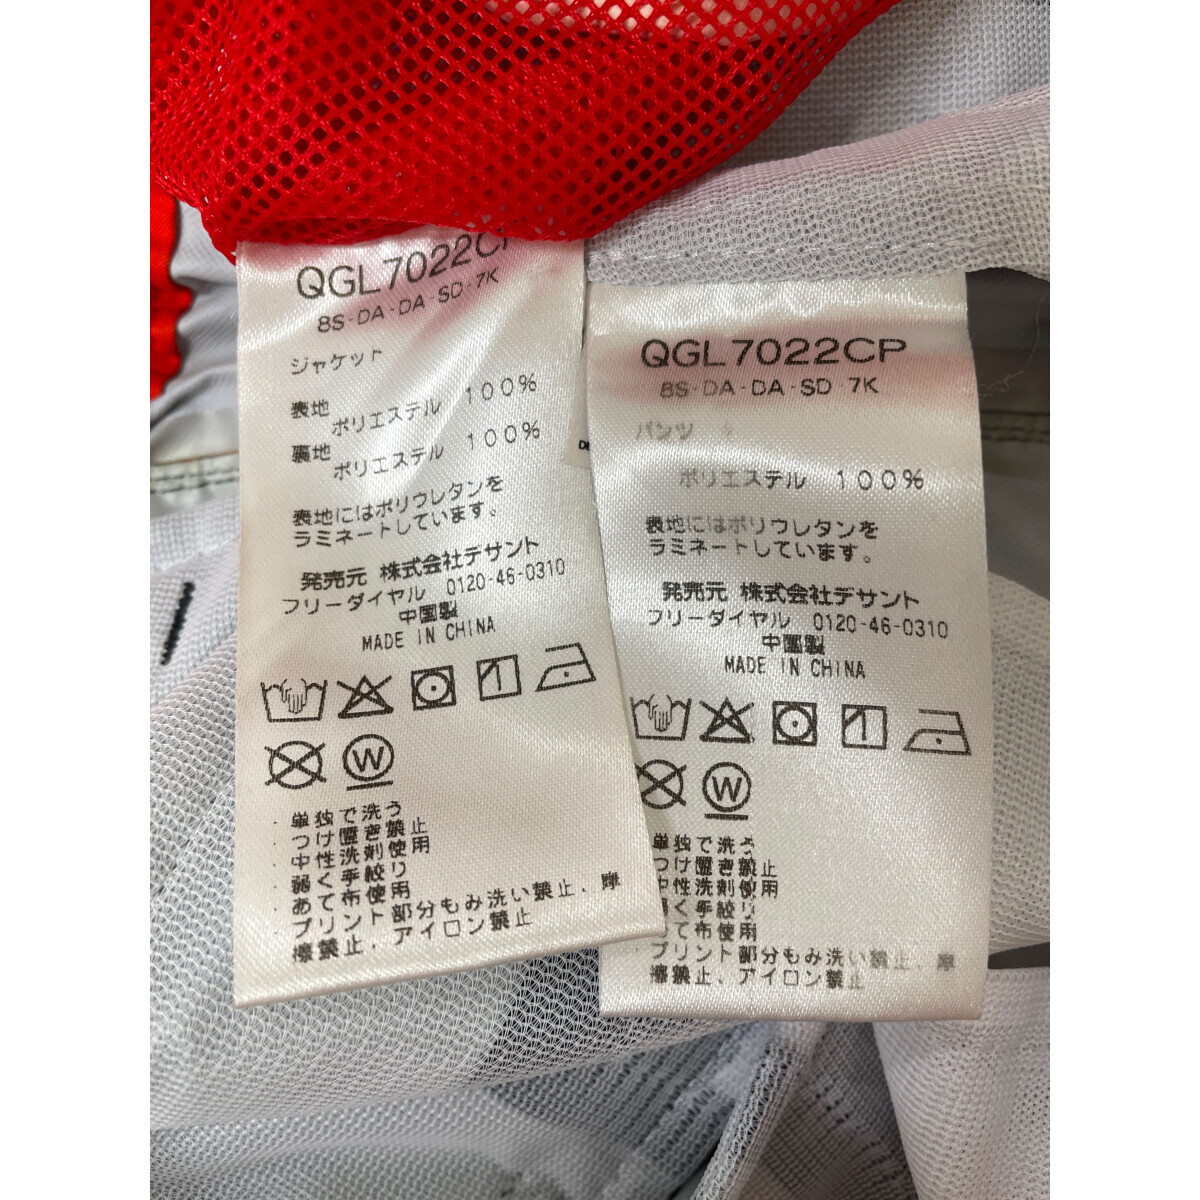 QGL7022C
8S-DA-DA-SD-7K
ジャケット
表地
ポリエステル 100%
裏地
ポリエステル 100%
表地にはポリウレタンを
ラミネートしています。
発売元 株式会社デサント
フリーダイヤル 0120-46-0310
中国製
MADE IN CHINA
W
・単独で洗う
・つけ置き禁止
・中性洗剤使用
・弱く手絞り
・あて布使用
・プリント部分もみ洗い禁止、摩
擦禁止、アイロン禁止
QGL7022CP
8S-DA-DA-SD-7K
パンツ
ポリエステル 100%
表地にはポリウレタンを
ラミネートしています。
発売元 株式会社デサント
フリーダイヤル 0120-46-0310
中国製
MADE IN CHINA
W
単独で洗う
つけ置き禁止
中性洗剤使用
弱く手絞り
あて布使用
・プリント部分もみ洗い禁止、摩
擦禁止、アイロン禁止